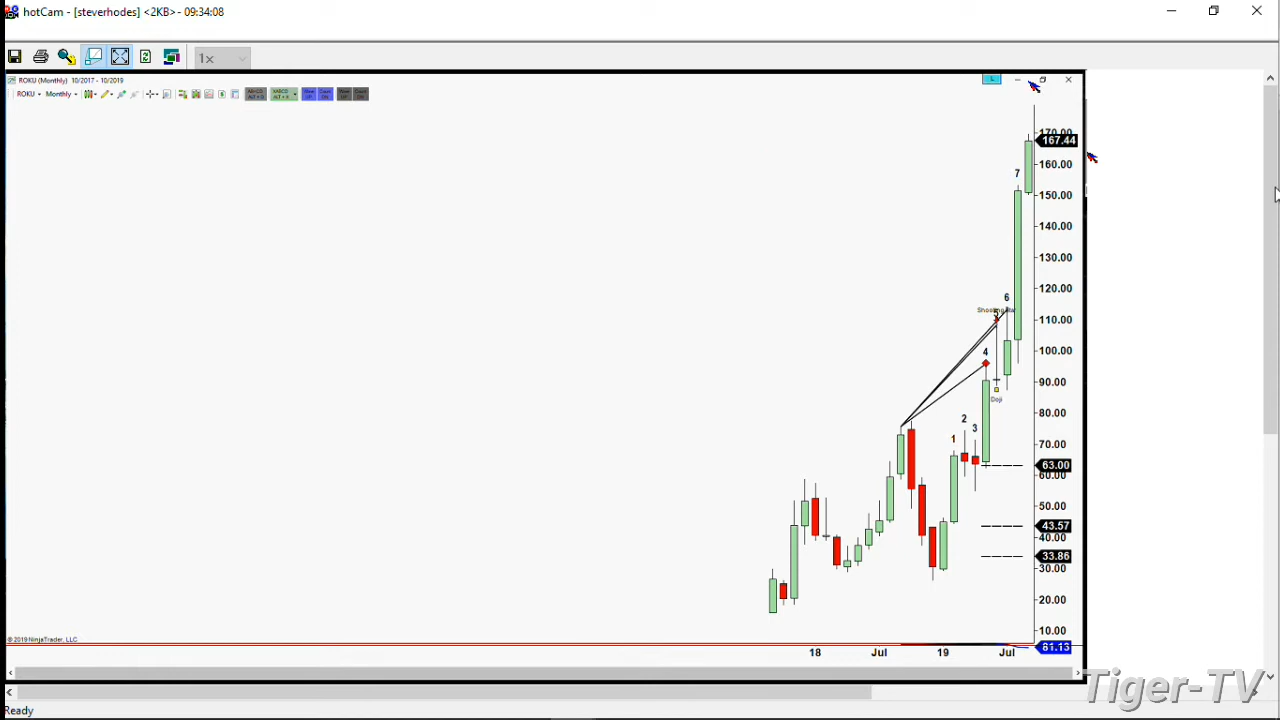 hotCam - [steverhodes] <2KB> - 09:34:08
1x
ROKU (Monthly) 10/2017 - 10/2019
ROKU Monthly
170.00
167.44
160.00
7
150.00
140.00
130.00
120.00
6
Shooting Star
5
110.00
4
100.00
90.00
Doji
80.00
2
3
1
70.00
63.00
60.00
50.00
43.57
40.00
33.86
30.00
20.00
10.00
© 2019 NinjaTrader, LLC
61.13
18 Jul 19 Jul
Tiger-TV
Ready